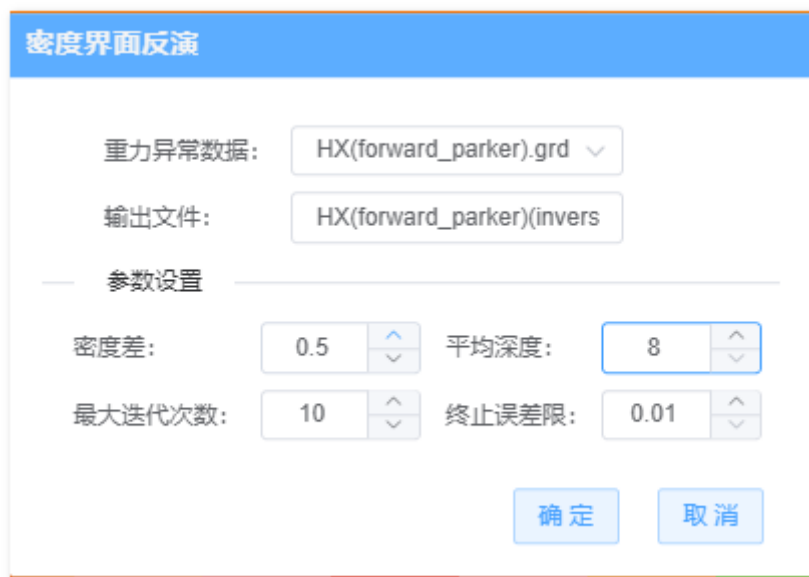 密度界面反演
重力异常数据: HX(forward_parker).grd
输出文件: HX(forward_parker)(invers
参数设置
密度差: 0.5 平均深度: 8
最大迭代次数: 10 终止误差限: 0.01
确定 取消